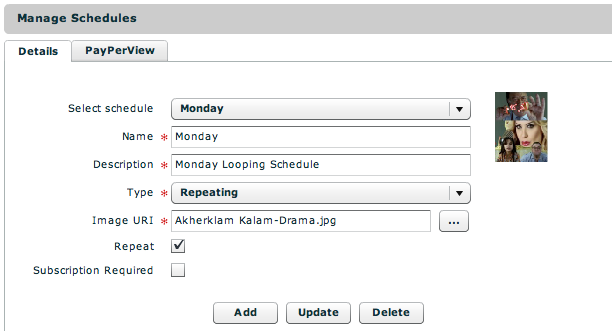 Manage Schedules
Details PayPerView
Select schedule Monday
Name * Monday
Description * Monday Looping Schedule
Type * Repeating
Image URI * Akherklam Kalam-Drama.jpg ...
Repeat
Subscription Required
Add Update Delete